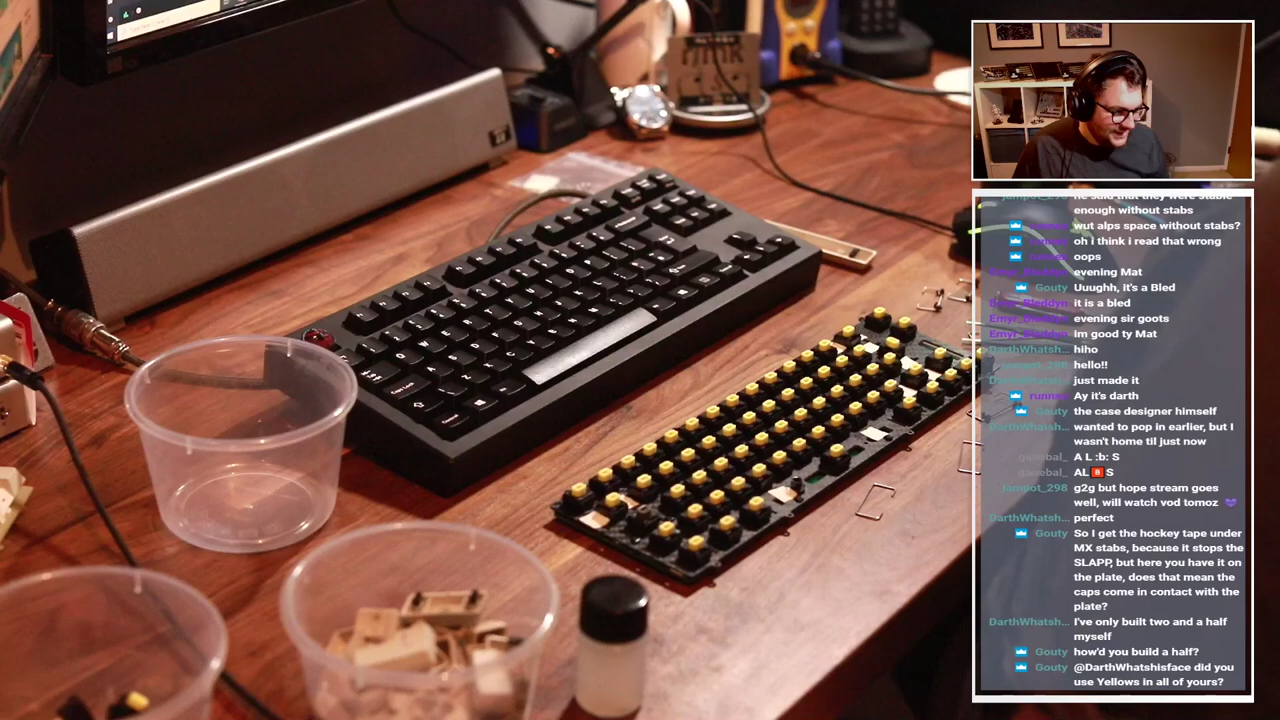 he said that they were stable
enough without stabs
wut alps space without stabs?
oh i think i read that wrong
oops
evening Mat
Gouty Uuughh, it's a Bled
it is a bled
evening sir goots
im good ty Mat
DarthWhatsh... hiho
hello!!
just made it
Ay it's darth
Gouty the case designer himself
DarthWhatsh... wanted to pop in earlier, but I
wasn't home til just now
A L :b: S
AL B S
jampot_298 g2g but hope stream goes
well, will watch vod tomoz 💜
DarthWhatsh... perfect
Gouty So I get the hockey tape under
MX stabs, because it stops the
SLAPP, but here you have it on
the plate, does that mean the
caps come in contact with the
plate?
DarthWhatsh... I've only built two and a half
myself
Gouty how'd you build a half?
Gouty @DarthWhatshisface did you
use Yellows in all of yours?